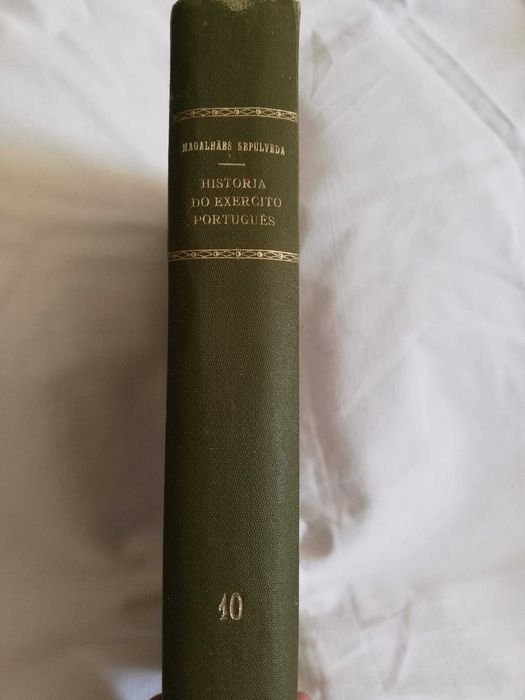 MAGALHÃES SEPULVEDA
HISTORIA
DO EXERCITO
PORTUGUÊS
10